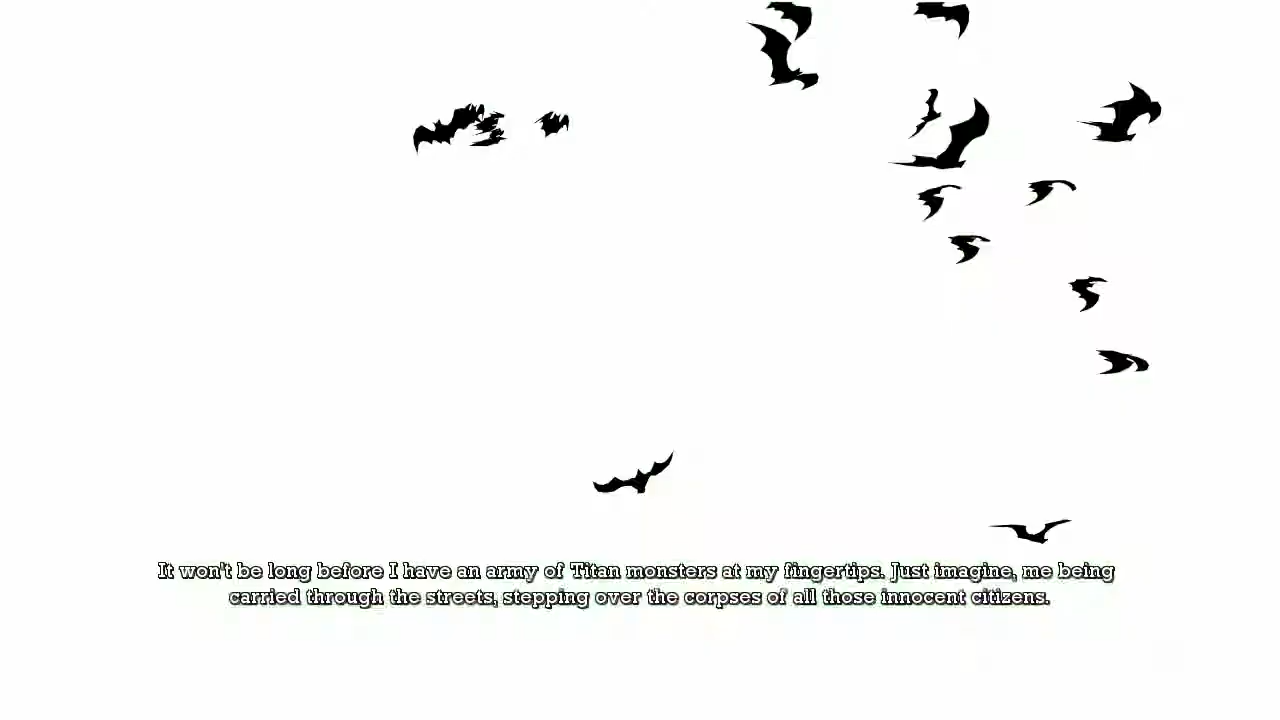 It won't be long before I have an army of Titan monsters at my fingertips. Just imagine, me being
carried through the streets, stepping over the corpses of all those innocent citizens.